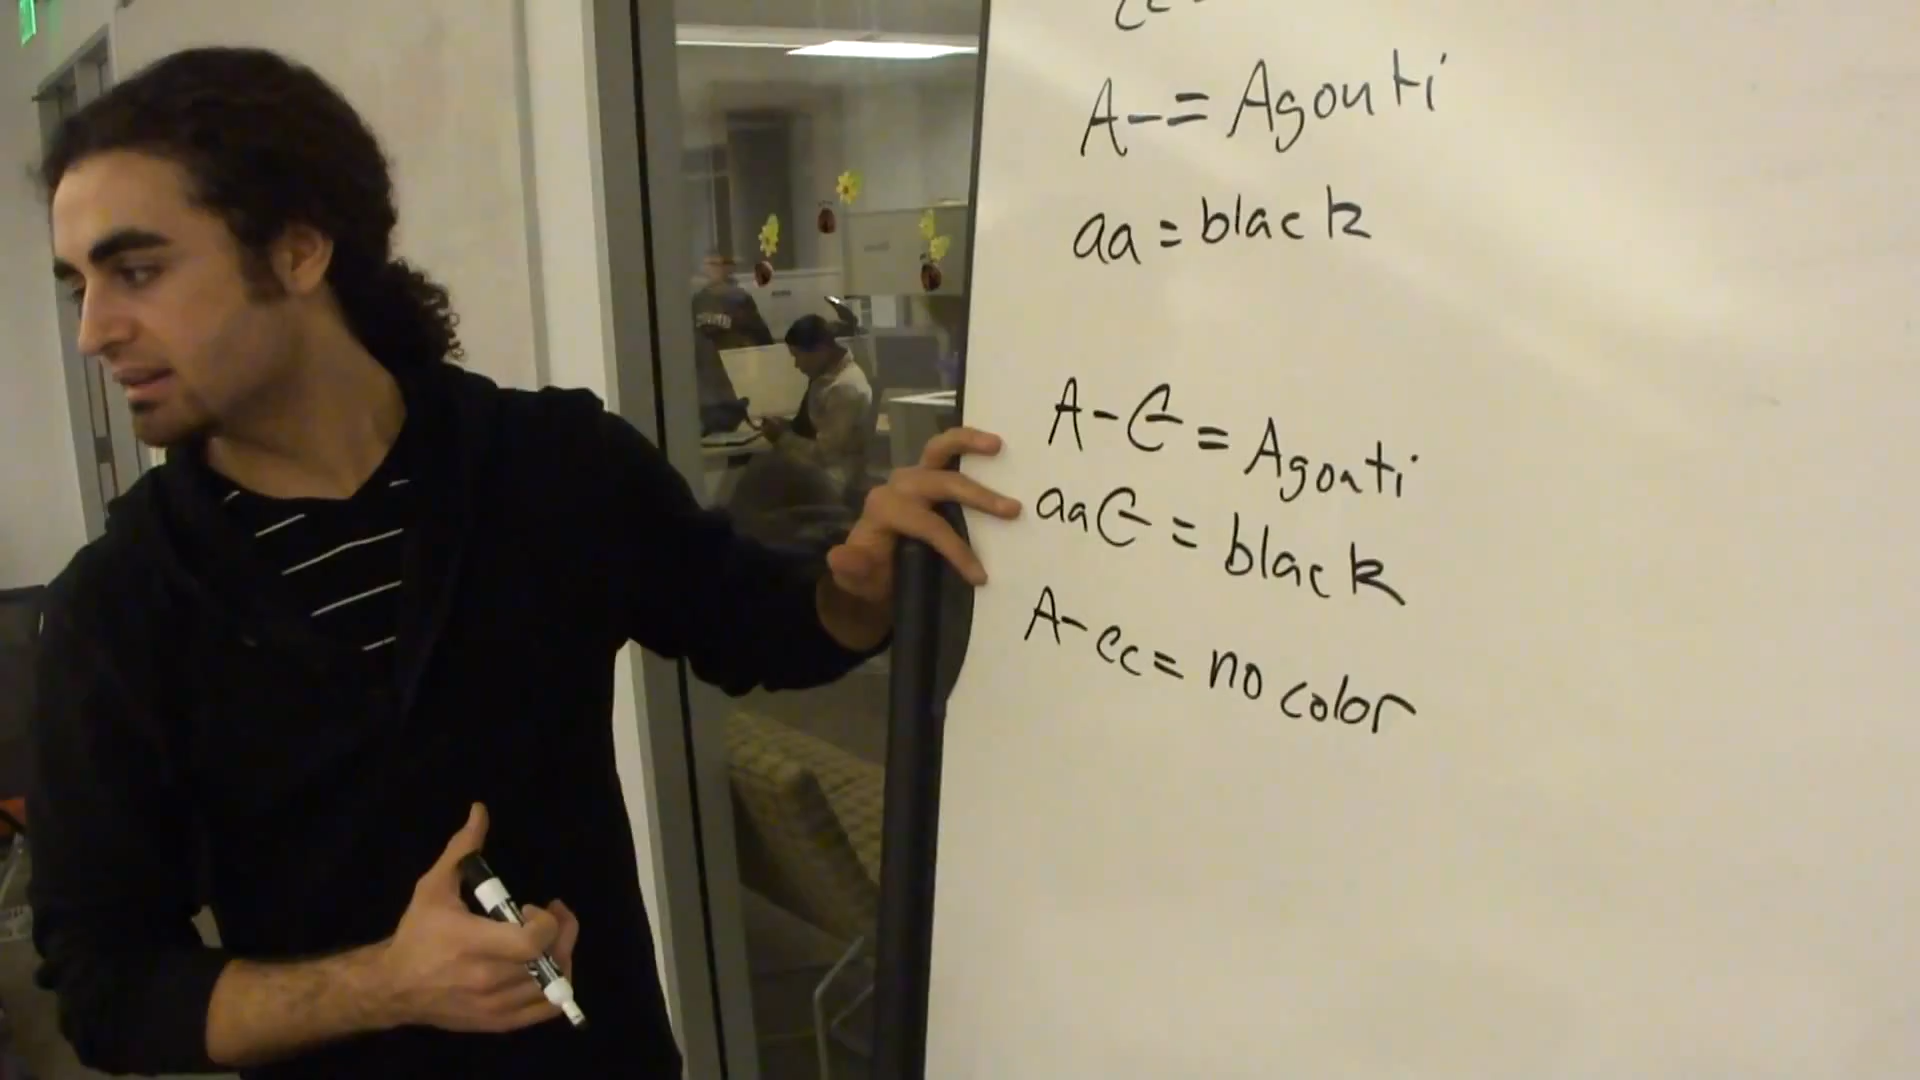 A-= Agouti
aa = black
A-C- = Agouti
aaC- = black
A-cc = no color